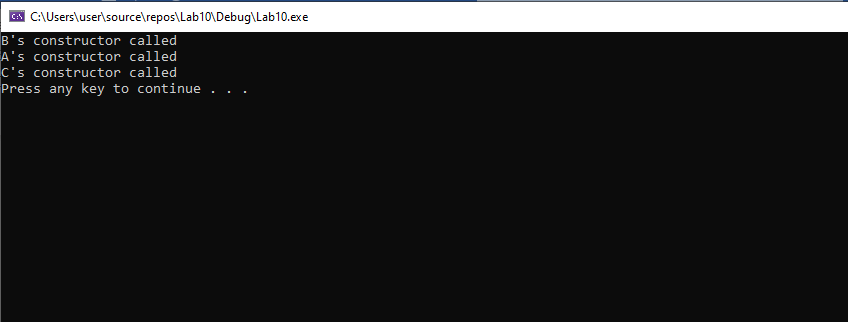 C:\Users\user\source\repos\Lab10\Debug\Lab10.exe
B's constructor called
A's constructor called
C's constructor called
Press any key to continue . . .